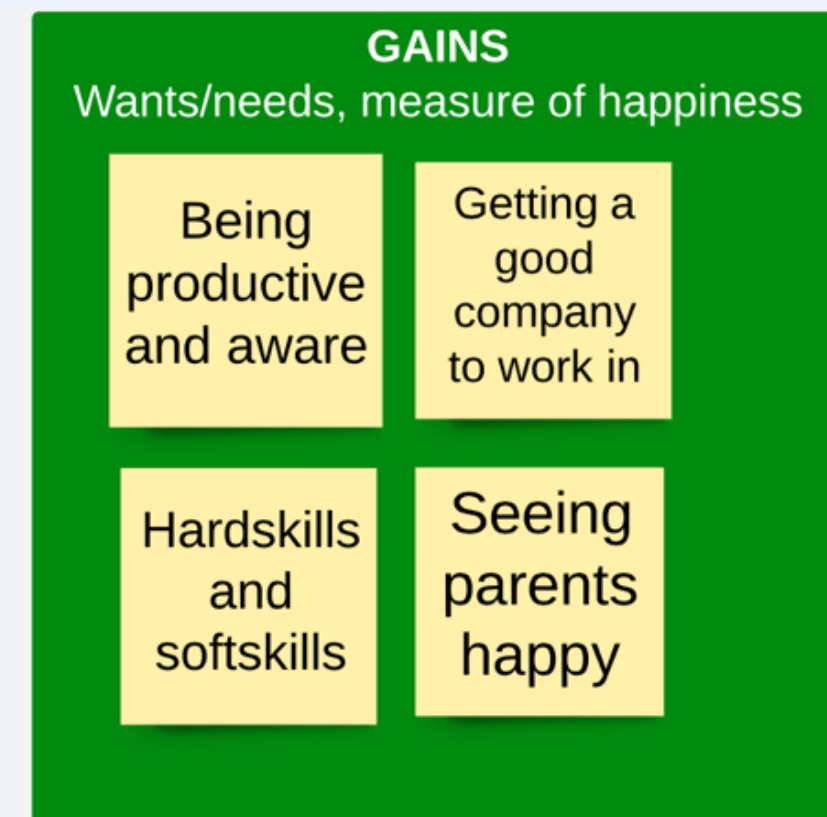 GAINS
Wants/needs, measure of happiness
Being
productive
and aware
Getting a
good
company
to work in
Hardskills
and
softskills
Seeing
parents
happy